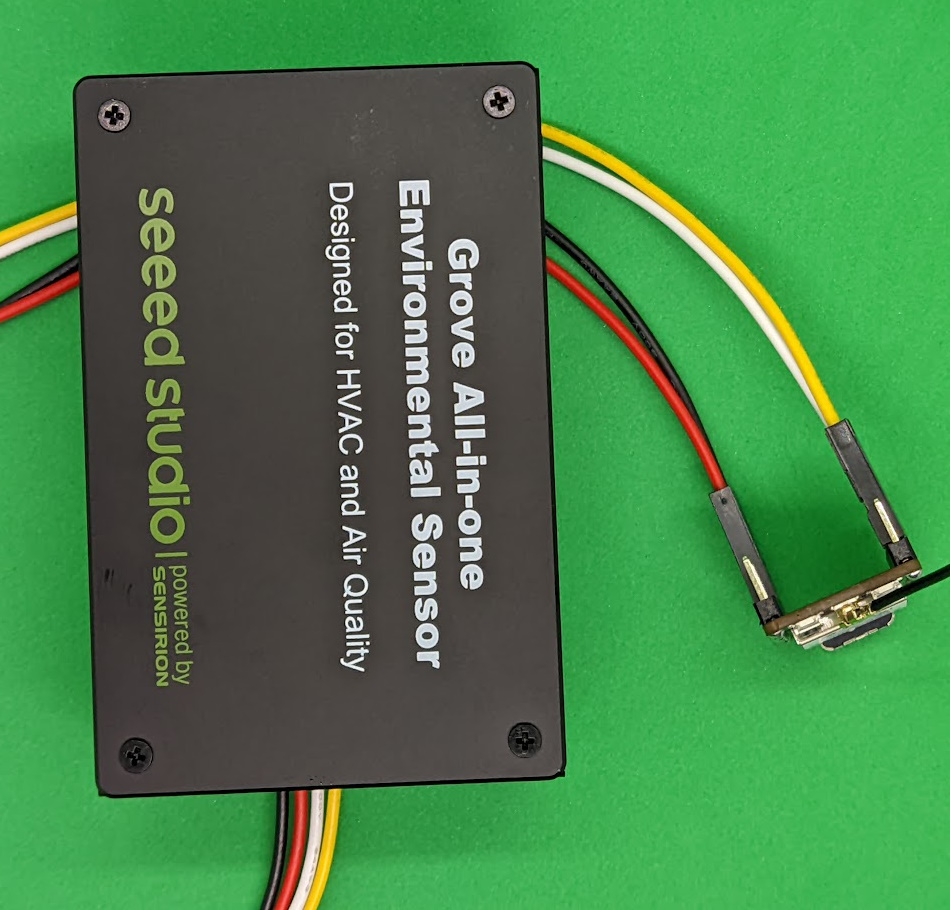 Grove All-in-one
Environmental Sensor
Designed for HVAC and Air Quality
seeed studio | powered by
SENSIRION